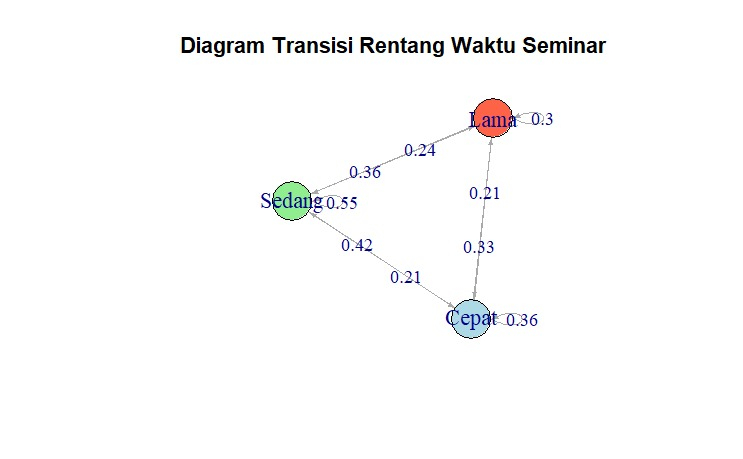 Diagram Transisi Rentang Waktu Seminar
Lama
0.3
0.24
0.36
0.21
Sedang
0.55
0.42
0.33
0.21
Cepat
0.36